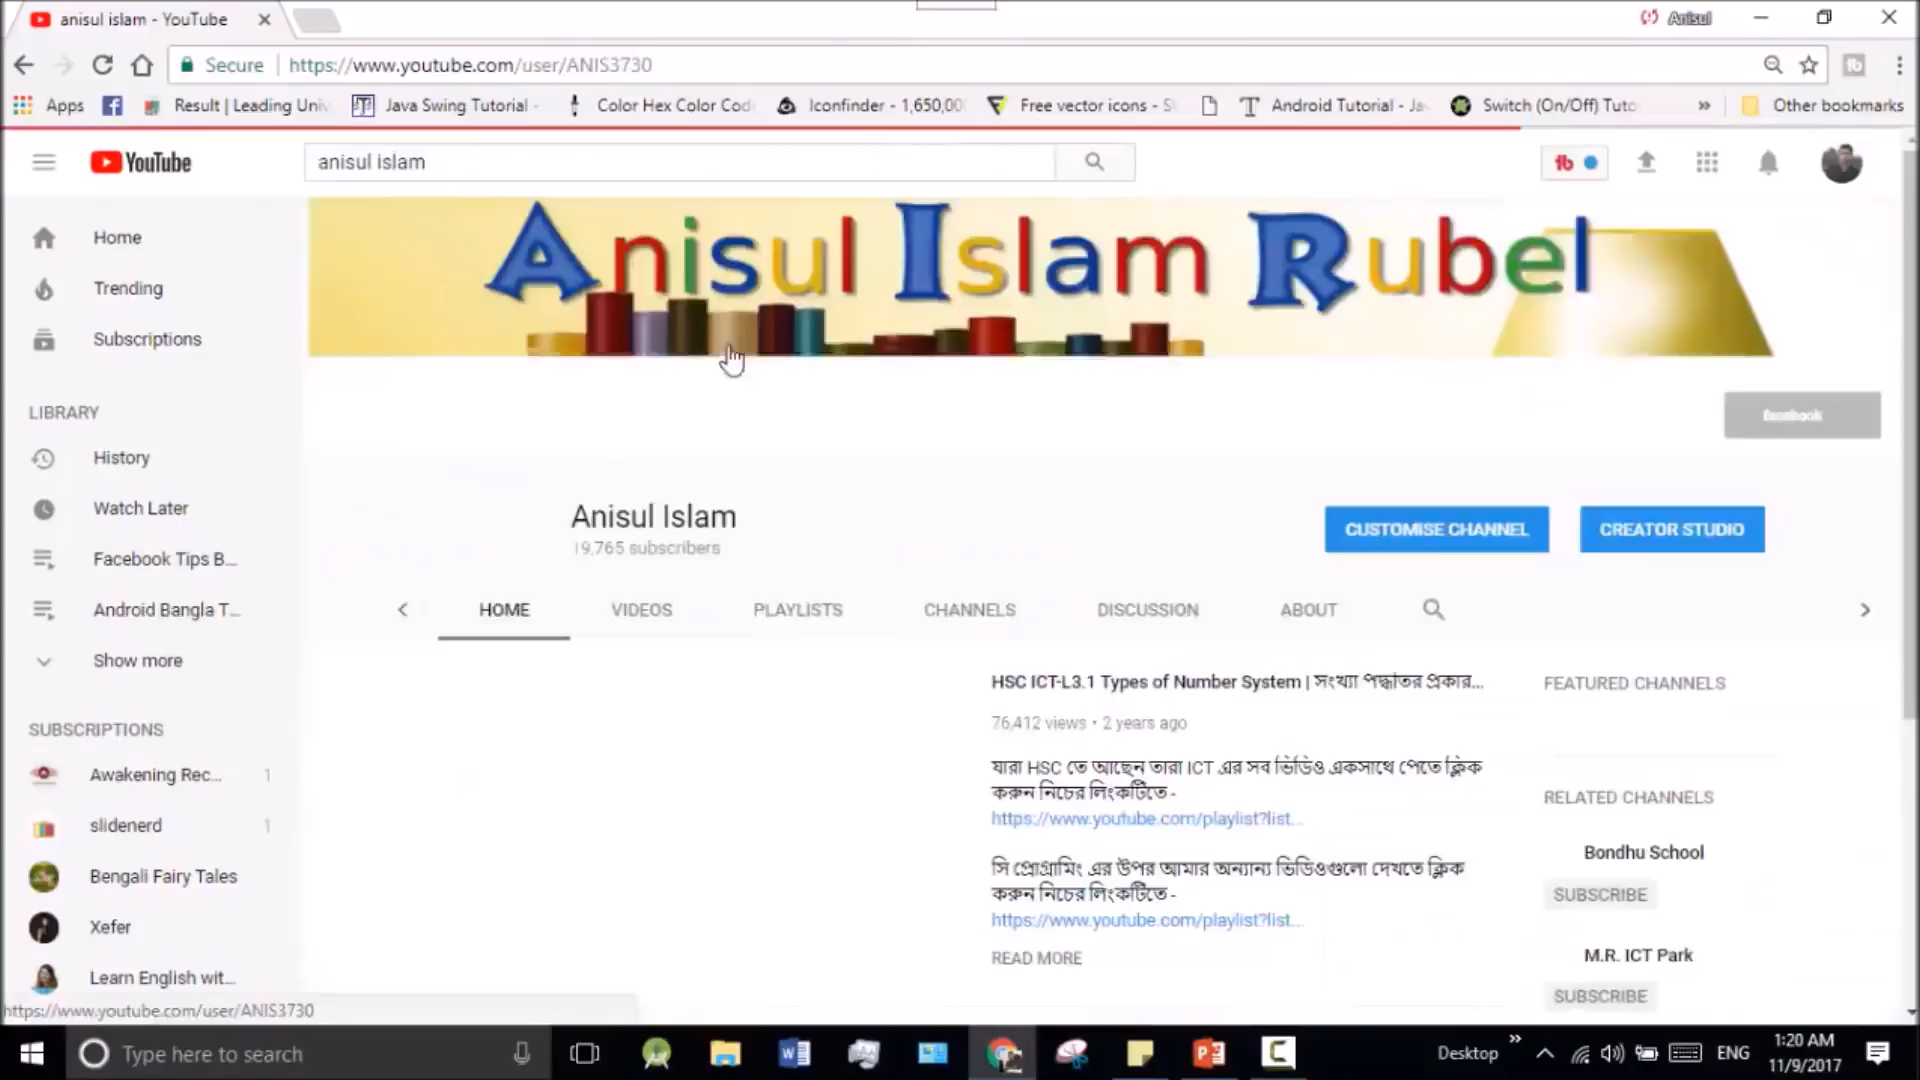 anisul islam - YouTube
Anisul
Secure https://www.youtube.com/user/ANIS3730
Apps
Result | Leading Univ
Java Swing Tutorial -
Color Hex Color Cod
Iconfinder - 1,650,00
Free vector icons - S
Android Tutorial - Ja
Switch (On/Off) Tuto
»
Other bookmarks
YouTube
anisul islam
Anisul Islam Rubel
Home
Trending
Subscriptions
facebook
LIBRARY
History
Watch Later
Facebook Tips B...
Android Bangla T...
Show more
Anisul Islam
19,765 subscribers
CUSTOMISE CHANNEL
CREATOR STUDIO
HOME VIDEOS PLAYLISTS CHANNELS DISCUSSION ABOUT
HSC ICT-L3.1 Types of Number System | সংখ্যা পদ্ধতির প্রকার...
76,412 views • 2 years ago
যারা HSC তে আছেন তারা ICT এর সব ভিডিও একসাথে পেতে ক্লিক
করুন নিচের লিংকটিতে -
https://www.youtube.com/playlist?list...
সি প্রোগ্রামিং এর উপর আমার অন্যান্য ভিডিওগুলো দেখতে ক্লিক
করুন নিচের লিংকটিতে -
https://www.youtube.com/playlist?list...
READ MORE
FEATURED CHANNELS
RELATED CHANNELS
Bondhu School
SUBSCRIBE
M.R. ICT Park
SUBSCRIBE
SUBSCRIPTIONS
Awakening Rec... 1
slidenerd 1
Bengali Fairy Tales
Xefer
Learn English wit...
https://www.youtube.com/user/ANIS3730
Type here to search
Desktop
»
ENG
1:20 AM
11/9/2017